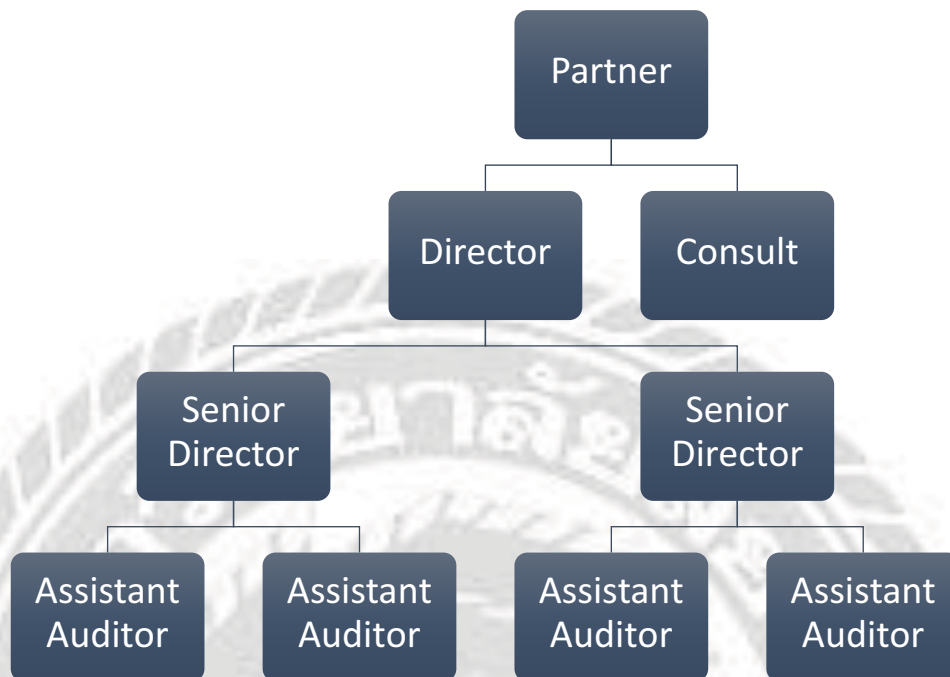 Partner
Director
Consult
Senior
Director
Senior
Director
Assistant
Auditor
Assistant
Auditor
Assistant
Auditor
Assistant
Auditor